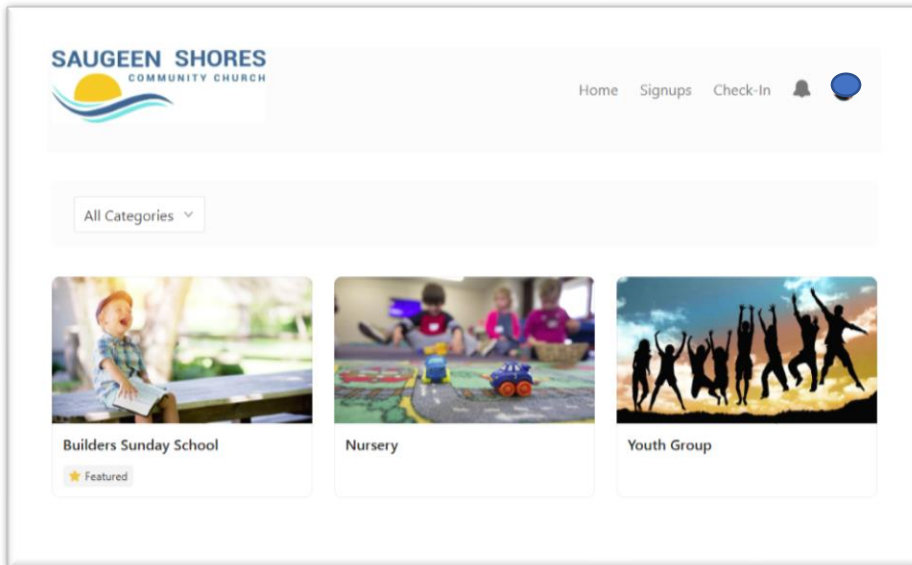 SAUGEEN SHORES
COMMUNITY CHURCH
Home Signups Check-In
All Categories
Builders Sunday School
Nursery
Youth Group
Featured